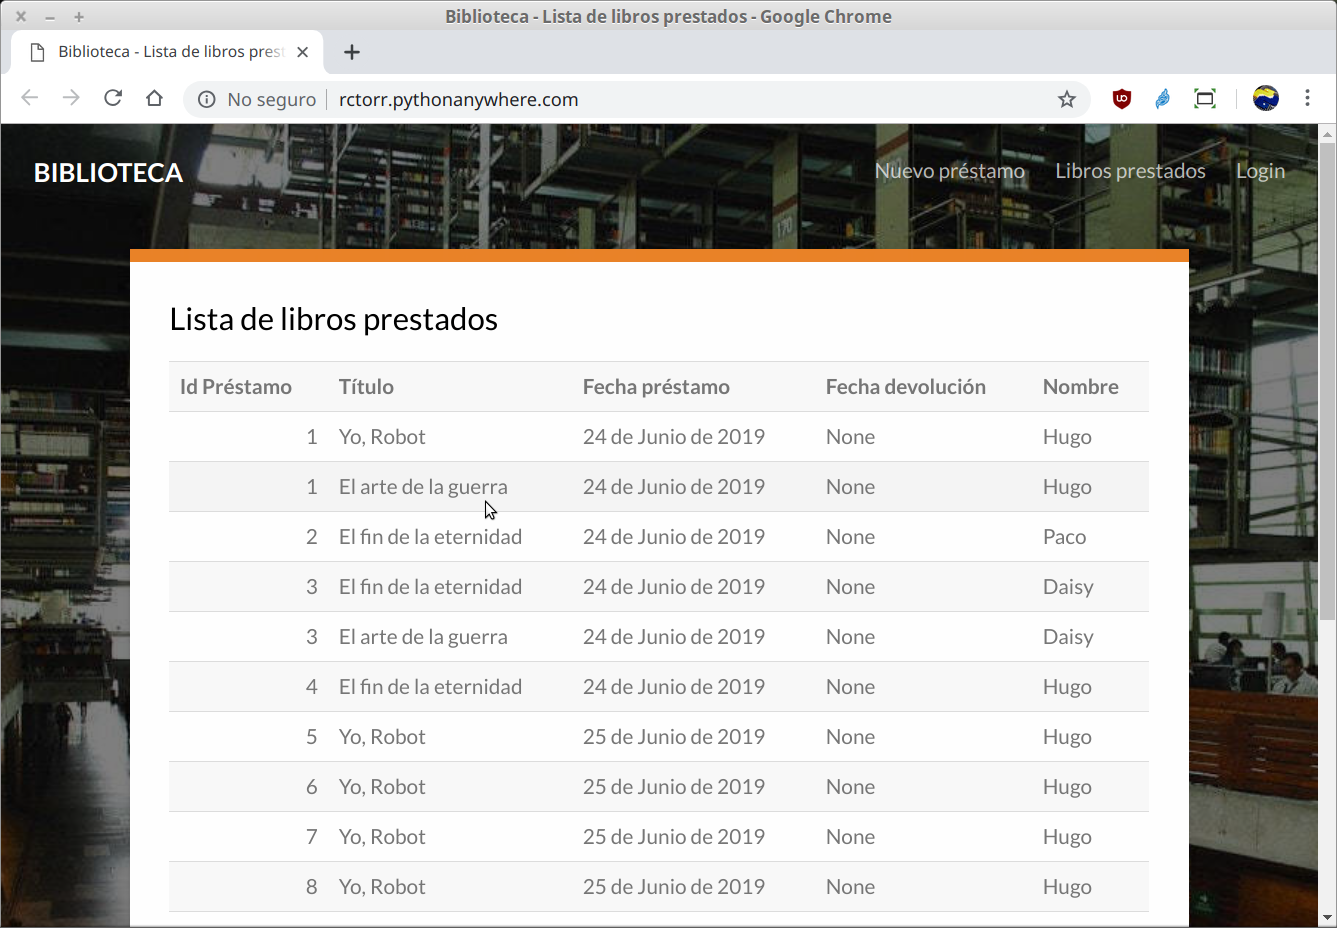 Biblioteca - Lista de libros prestados - Google Chrome
Biblioteca - Lista de libros prest
No seguro rctorr.pythonanywhere.com
BIBLIOTECA Nuevo préstamo Libros prestados Login
170
Lista de libros prestados
Id Préstamo Título Fecha préstamo Fecha devolución Nombre
1 Yo, Robot 24 de Junio de 2019 None Hugo
1 El arte de la guerra 24 de Junio de 2019 None Hugo
2 El fin de la eternidad 24 de Junio de 2019 None Paco
3 El fin de la eternidad 24 de Junio de 2019 None Daisy
3 El arte de la guerra 24 de Junio de 2019 None Daisy
4 El fin de la eternidad 24 de Junio de 2019 None Hugo
5 Yo, Robot 25 de Junio de 2019 None Hugo
6 Yo, Robot 25 de Junio de 2019 None Hugo
7 Yo, Robot 25 de Junio de 2019 None Hugo
8 Yo, Robot 25 de Junio de 2019 None Hugo